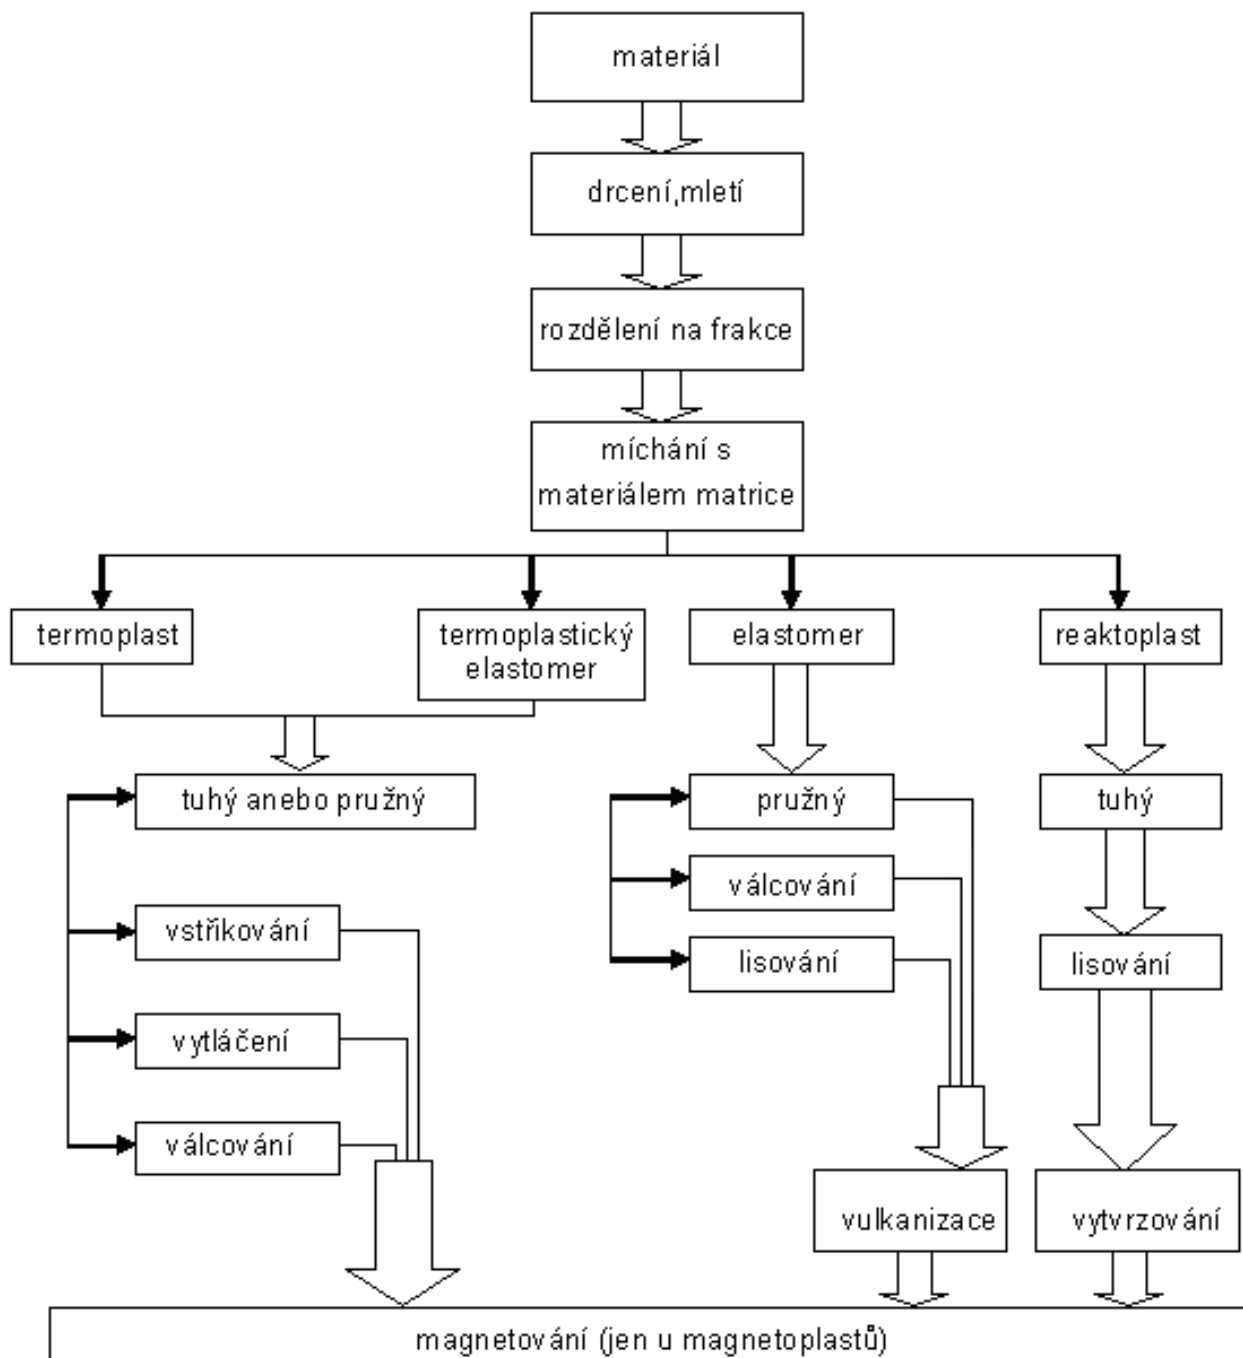 materiál
drcení,mletí
rozdělení na frakce
míchání s
materiálem matrice
termoplast
termoplastický
elastomer
elastomer
reaktoplast
tuhý anebo pružný
pružný
tuhý
válcování
vstřikování
lisování
lisování
vytláčení
válcování
vulkanizace
vytvrzování
magnetování (jen u magnetoplastů)